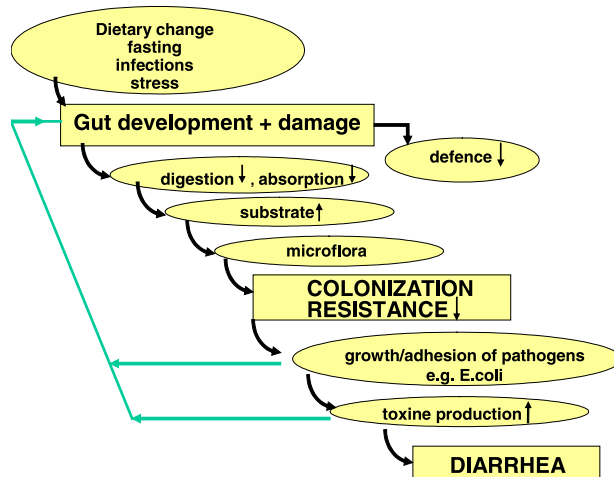 Dietary change
fasting
infections
stress
Gut development + damage
defence ↓
digestion ↓ , absorption ↓
substrate ↑
microflora
COLONIZATION
RESISTANCE ↓
growth/adhesion of pathogens
e.g. E.coli
toxine production ↑
DIARRHEA